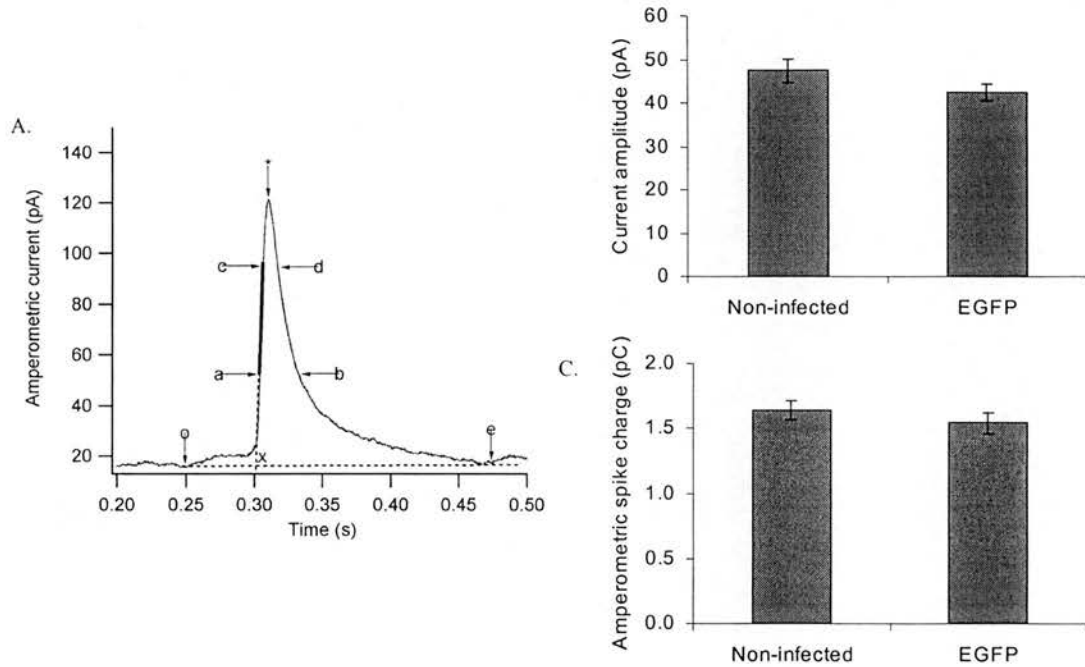 A.
Amperometric current (pA)
140
120
100
80
60
40
20
*
c
d
a
b
o
e
x
0.20
0.25
0.30
0.35
0.40
0.45
0.50
Time (s)
Current amplitude (pA)
60
50
40
30
20
10
0
Non-infected
EGFP
C.
Amperometric spike charge (pC)
2.0
1.5
1.0
0.5
0.0
Non-infected
EGFP